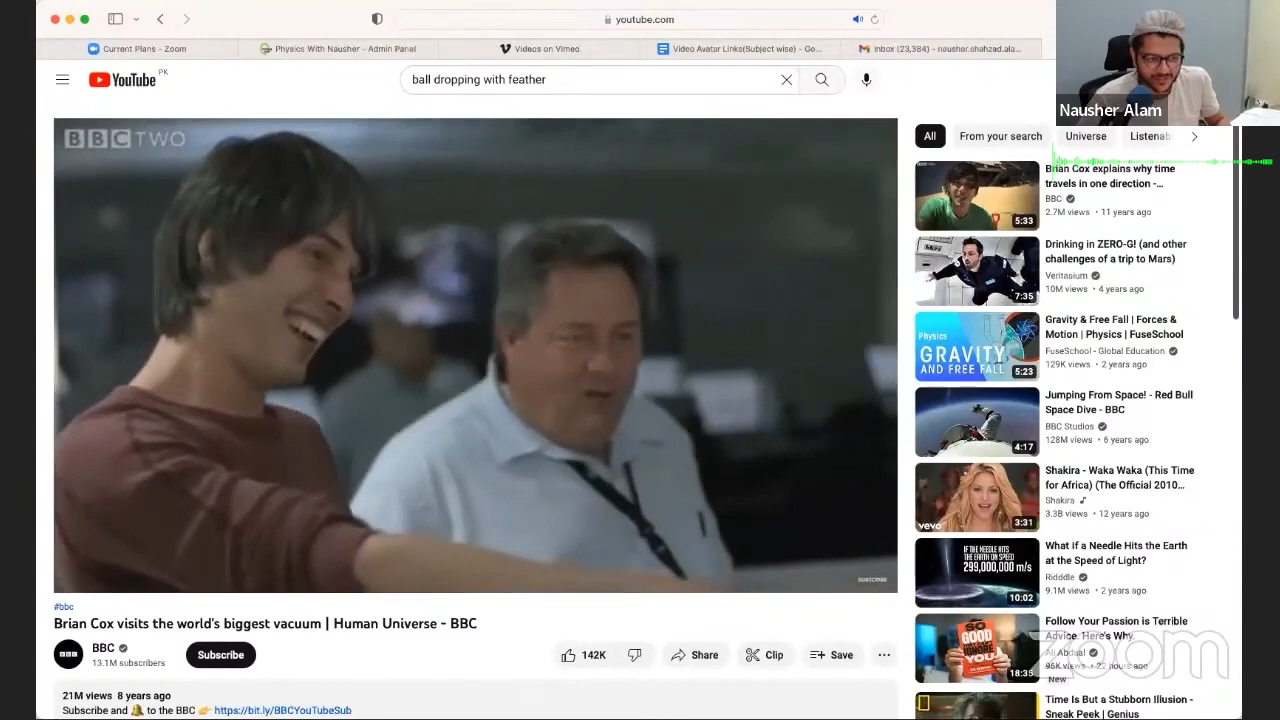 youtube.com
Current Plans - Zoom
Physics With Nausher - Admin Panel
Videos on Vimeo
Video Avatar Links(Subject wise) - Go...
Inbox (23,384) - nausher.shahzad.ala...
YouTube PK
ball dropping with feather
Nausher Alam
BBC TWO
SUBSCRIBE
#bbc
Brian Cox visits the world's biggest vacuum | Human Universe - BBC
BBC
13.1M subscribers
Subscribe
142K
Share
Clip
Save
21M views 8 years ago
Subscribe and 🔔 to the BBC 👉 https://bit.ly/BBCYouTubeSub
All
From your search
Universe
Listenab
Brian Cox explains why time
travels in one direction -...
BBC
2.7M views • 11 years ago
5:33
Drinking in ZERO-G! (and other
challenges of a trip to Mars)
Veritasium
10M views • 4 years ago
7:35
Physics
GRAVITY
AND FREE FALL
5:23
Gravity & Free Fall | Forces &
Motion | Physics | FuseSchool
FuseSchool - Global Education
129K views • 2 years ago
Jumping From Space! - Red Bull
Space Dive - BBC
BBC Studios
128M views • 6 years ago
4:17
Shakira - Waka Waka (This Time
for Africa) (The Official 2010...
Shakira
3.3B views • 12 years ago
vevo
3:31
IF THE NEEDLE HITS
THE EARTH ON SPEED
299,000,000 m/s
10:02
What if a Needle Hits the Earth
at the Speed of Light?
Ridddle
9.1M views • 2 years ago
SO
GOOD
THEY CAN'T
IGNORE
YOU
18:35
Follow Your Passion is Terrible
Advice. Here's Why.
Ali Abdaal
96K views • 22 hours ago
New
zoom
Time Is But a Stubborn Illusion -
Sneak Peek | Genius